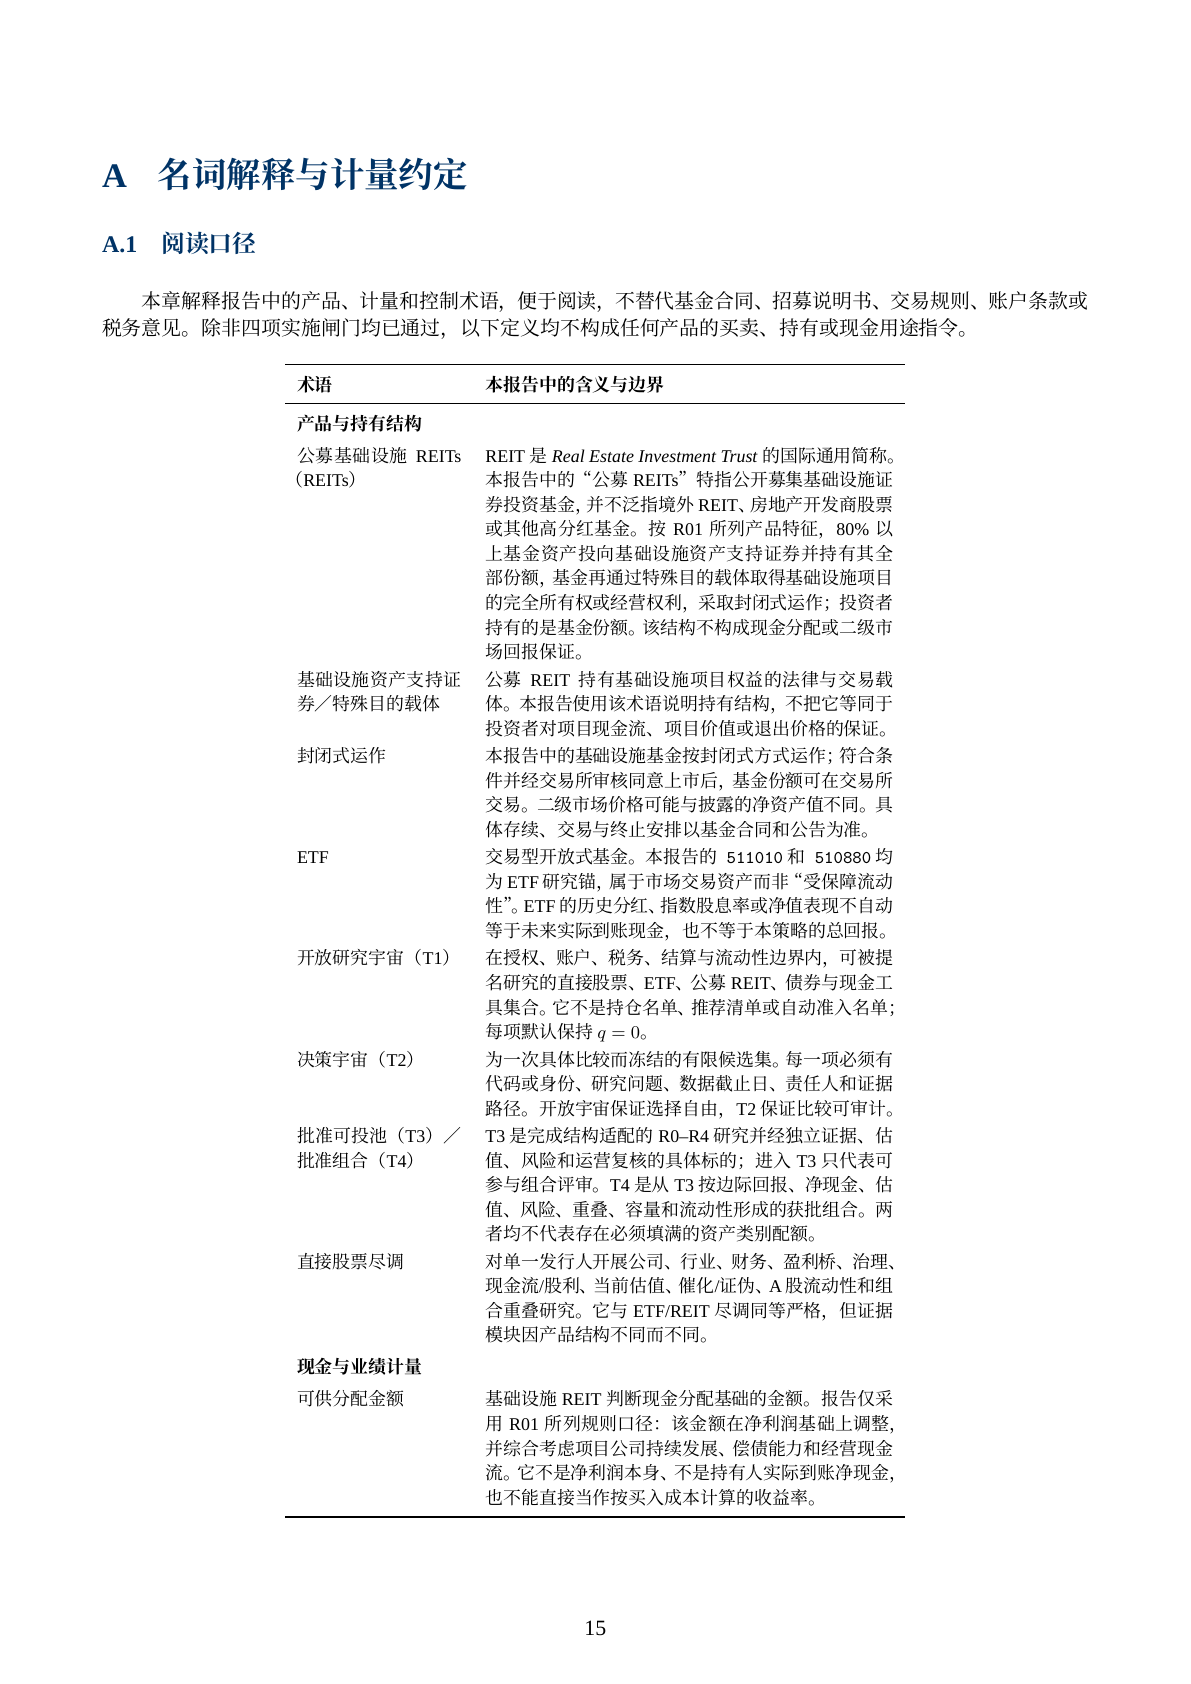 A 名词解释与计量约定
A.1 阅读口径
本章解释报告中的产品、计量和控制术语，便于阅读，不替代基金合同、招募说明书、交易规则、账户条款或
税务意见。除非四项实施闸门均已通过，以下定义均不构成任何产品的买卖、持有或现金用途指令。
术语 本报告中的含义与边界
产品与持有结构
公募基础设施 REITs
（REITs）
REIT 是 Real Estate Investment Trust 的国际通用简称。
本报告中的“公募 REITs”特指公开募集基础设施证
券投资基金，并不泛指境外 REIT、房地产开发商股票
或其他高分红基金。按 R01 所列产品特征，80% 以
上基金资产投向基础设施资产支持证券并持有其全
部份额，基金再通过特殊目的载体取得基础设施项目
的完全所有权或经营权利，采取封闭式运作；投资者
持有的是基金份额。该结构不构成现金分配或二级市
场回报保证。
基础设施资产支持证
券／特殊目的载体
公募 REIT 持有基础设施项目权益的法律与交易载
体。本报告使用该术语说明持有结构，不把它等同于
投资者对项目现金流、项目价值或退出价格的保证。
封闭式运作
本报告中的基础设施基金按封闭式方式运作；符合条
件并经交易所审核同意上市后，基金份额可在交易所
交易。二级市场价格可能与披露的净资产值不同。具
体存续、交易与终止安排以基金合同和公告为准。
ETF
交易型开放式基金。本报告的 511010 和 510880 均
为 ETF 研究锚，属于市场交易资产而非“受保障流动
性”。ETF 的历史分红、指数股息率或净值表现不自动
等于未来实际到账现金，也不等于本策略的总回报。
开放研究宇宙（T1）
在授权、账户、税务、结算与流动性边界内，可被提
名研究的直接股票、ETF、公募 REIT、债券与现金工
具集合。它不是持仓名单、推荐清单或自动准入名单；
每项默认保持 q = 0。
决策宇宙（T2）
为一次具体比较而冻结的有限候选集。每一项必须有
代码或身份、研究问题、数据截止日、责任人和证据
路径。开放宇宙保证选择自由，T2 保证比较可审计。
批准可投池（T3）／
批准组合（T4）
T3 是完成结构适配的 R0–R4 研究并经独立证据、估
值、风险和运营复核的具体标的；进入 T3 只代表可
参与组合评审。T4 是从 T3 按边际回报、净现金、估
值、风险、重叠、容量和流动性形成的获批组合。两
者均不代表存在必须填满的资产类别配额。
直接股票尽调
对单一发行人开展公司、行业、财务、盈利桥、治理、
现金流/股利、当前估值、催化/证伪、A 股流动性和组
合重叠研究。它与 ETF/REIT 尽调同等严格，但证据
模块因产品结构不同而不同。
现金与业绩计量
可供分配金额
基础设施 REIT 判断现金分配基础的金额。报告仅采
用 R01 所列规则口径：该金额在净利润基础上调整，
并综合考虑项目公司持续发展、偿债能力和经营现金
流。它不是净利润本身、不是持有人实际到账净现金，
也不能直接当作按买入成本计算的收益率。
15